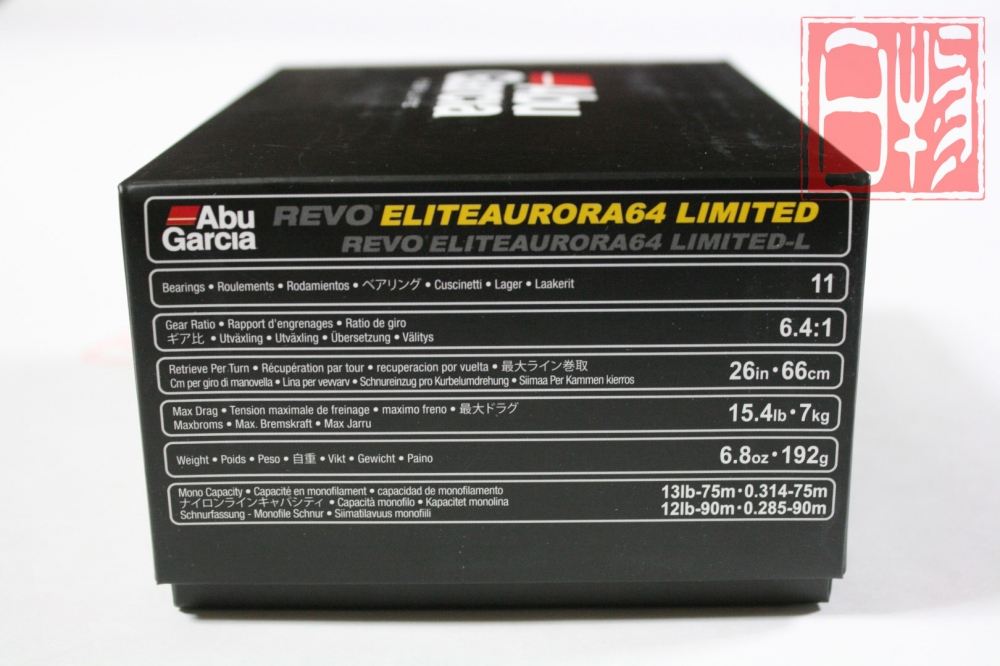 Abu
Garcia
Abu
Garcia
REVO ELITEAURORA64 LIMITED
REVO ELITEAURORA64 LIMITED-L
Bearings • Roulements • Rodamientos • ベアリング • Cuscinetti • Lager • Laakerit
11
Gear Ratio • Rapport d'engrenages • Ratio de giro
ギア比 • Utväxling • Utväxling • Übersetzung • Välitys
6.4:1
Retrieve Per Turn • Récupération par tour • recuperacion por vuelta • 最大ライン巻取
Cm per giro di manovella • Lina per vevvarv • Schnureinzug pro Kurbelumdrehung • Siimaa Per Kammen kierros
26in • 66cm
Max Drag • Tension maximale de freinage • maximo freno • 最大ドラグ
Maxbroms • Max. Bremskraft • Max Jarru
15.4lb • 7kg
Weight • Poids • Peso • 自重 • Vikt • Gewicht • Paino
6.8oz • 192g
Mono Capacity • Capacité en monofilament • capacidad de monofilamento
ナイロンラインキャパシティ • Capacità monofilo • Kapacitet monolina
Schnurfassung - Monofile Schnur • Siimatilavuus monofiili
13lb-75m • 0.314-75m
12lb-90m • 0.285-90m